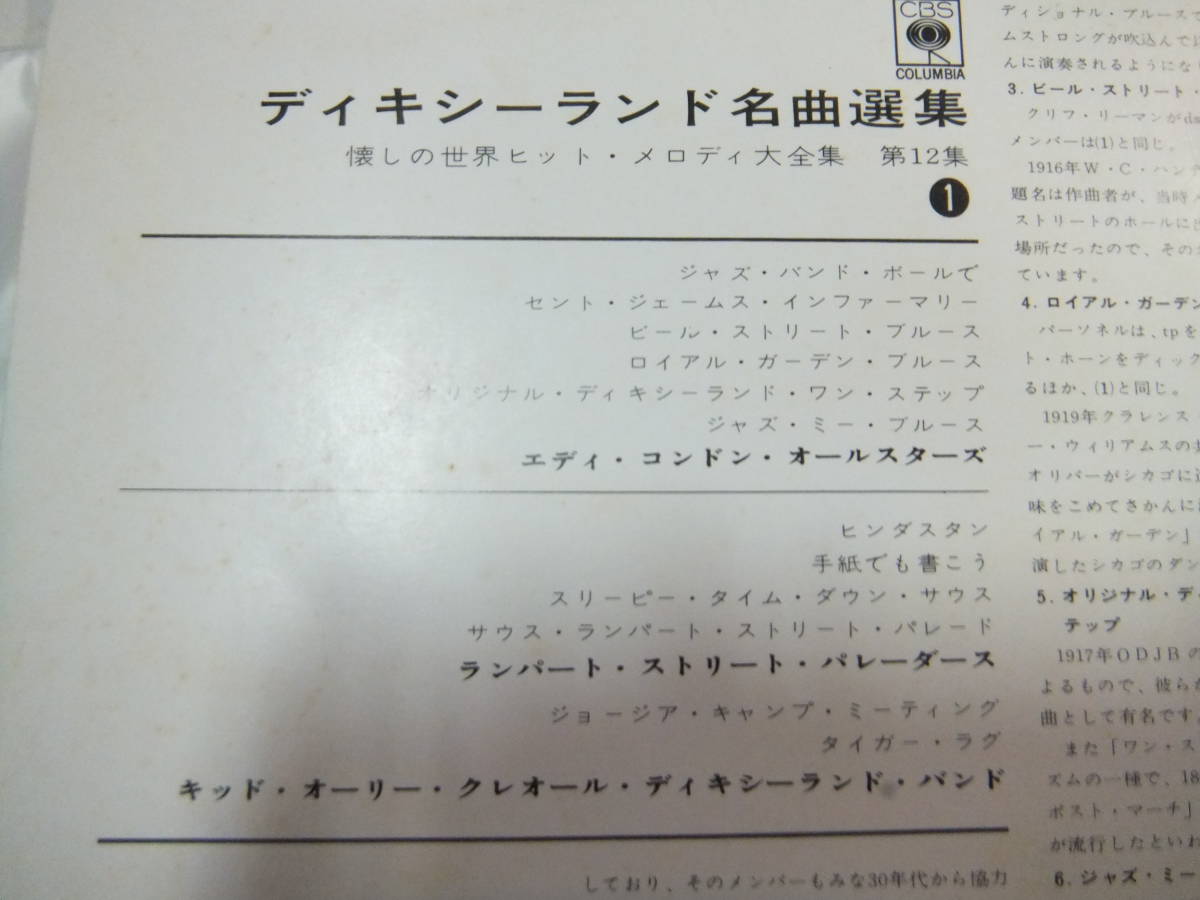 CBS
COLUMBIA
ディキシーランド名曲選集
懐しの世界ヒット・メロディ大全集 第12集
1
ジャズ・バンド・ボールで
セント・ジェームス・インファーマリー
ビール・ストリート・ブルース
ロイアル・ガーデン・ブルース
オリジナル・ディキシーランド・ワン・ステップ
ジャズ・ミー・ブルース
エディ・コンドン・オールスターズ
ヒンダスタン
手紙でも書こう
スリーピー・タイム・ダウン・サウス
サウス・ランパート・ストリート・パレード
ランパート・ストリート・パレーダース
ジョージア・キャンプ・ミーティング
タイガー・ラグ
キッド・オーリー・クレオール・ディキシーランド・バンド
しており、そのメンバーもみな30年代から協力
ディショナル・ブルースで
ムストロングが吹込んで以
んに演奏されるようにな
3. ビール・ストリート・
クリフ・リーマンがds
メンバーは(1)と同じ。
1916年W・C・ハンデ
題名は作曲者が、当時メ
ストリートのホールに出
場所だったので、その
ています。
4. ロイアル・ガーデン
パーソネルは、tpを
ト・ホーンをディック
るほか、(1)と同じ。
1919年クラレンス
ー・ウィリアムスの
オリバーがシカゴに
味をこめてさかんに
イアル・ガーデン」
演したシカゴのダン
5. オリジナル・ディ
テップ
1917年ODJBの
よるもので、彼らが
曲として有名です。
また「ワン・ス
ズムの一種で、18
ポスト・マーチ」
が流行したといわ
6. ジャズ・ミー